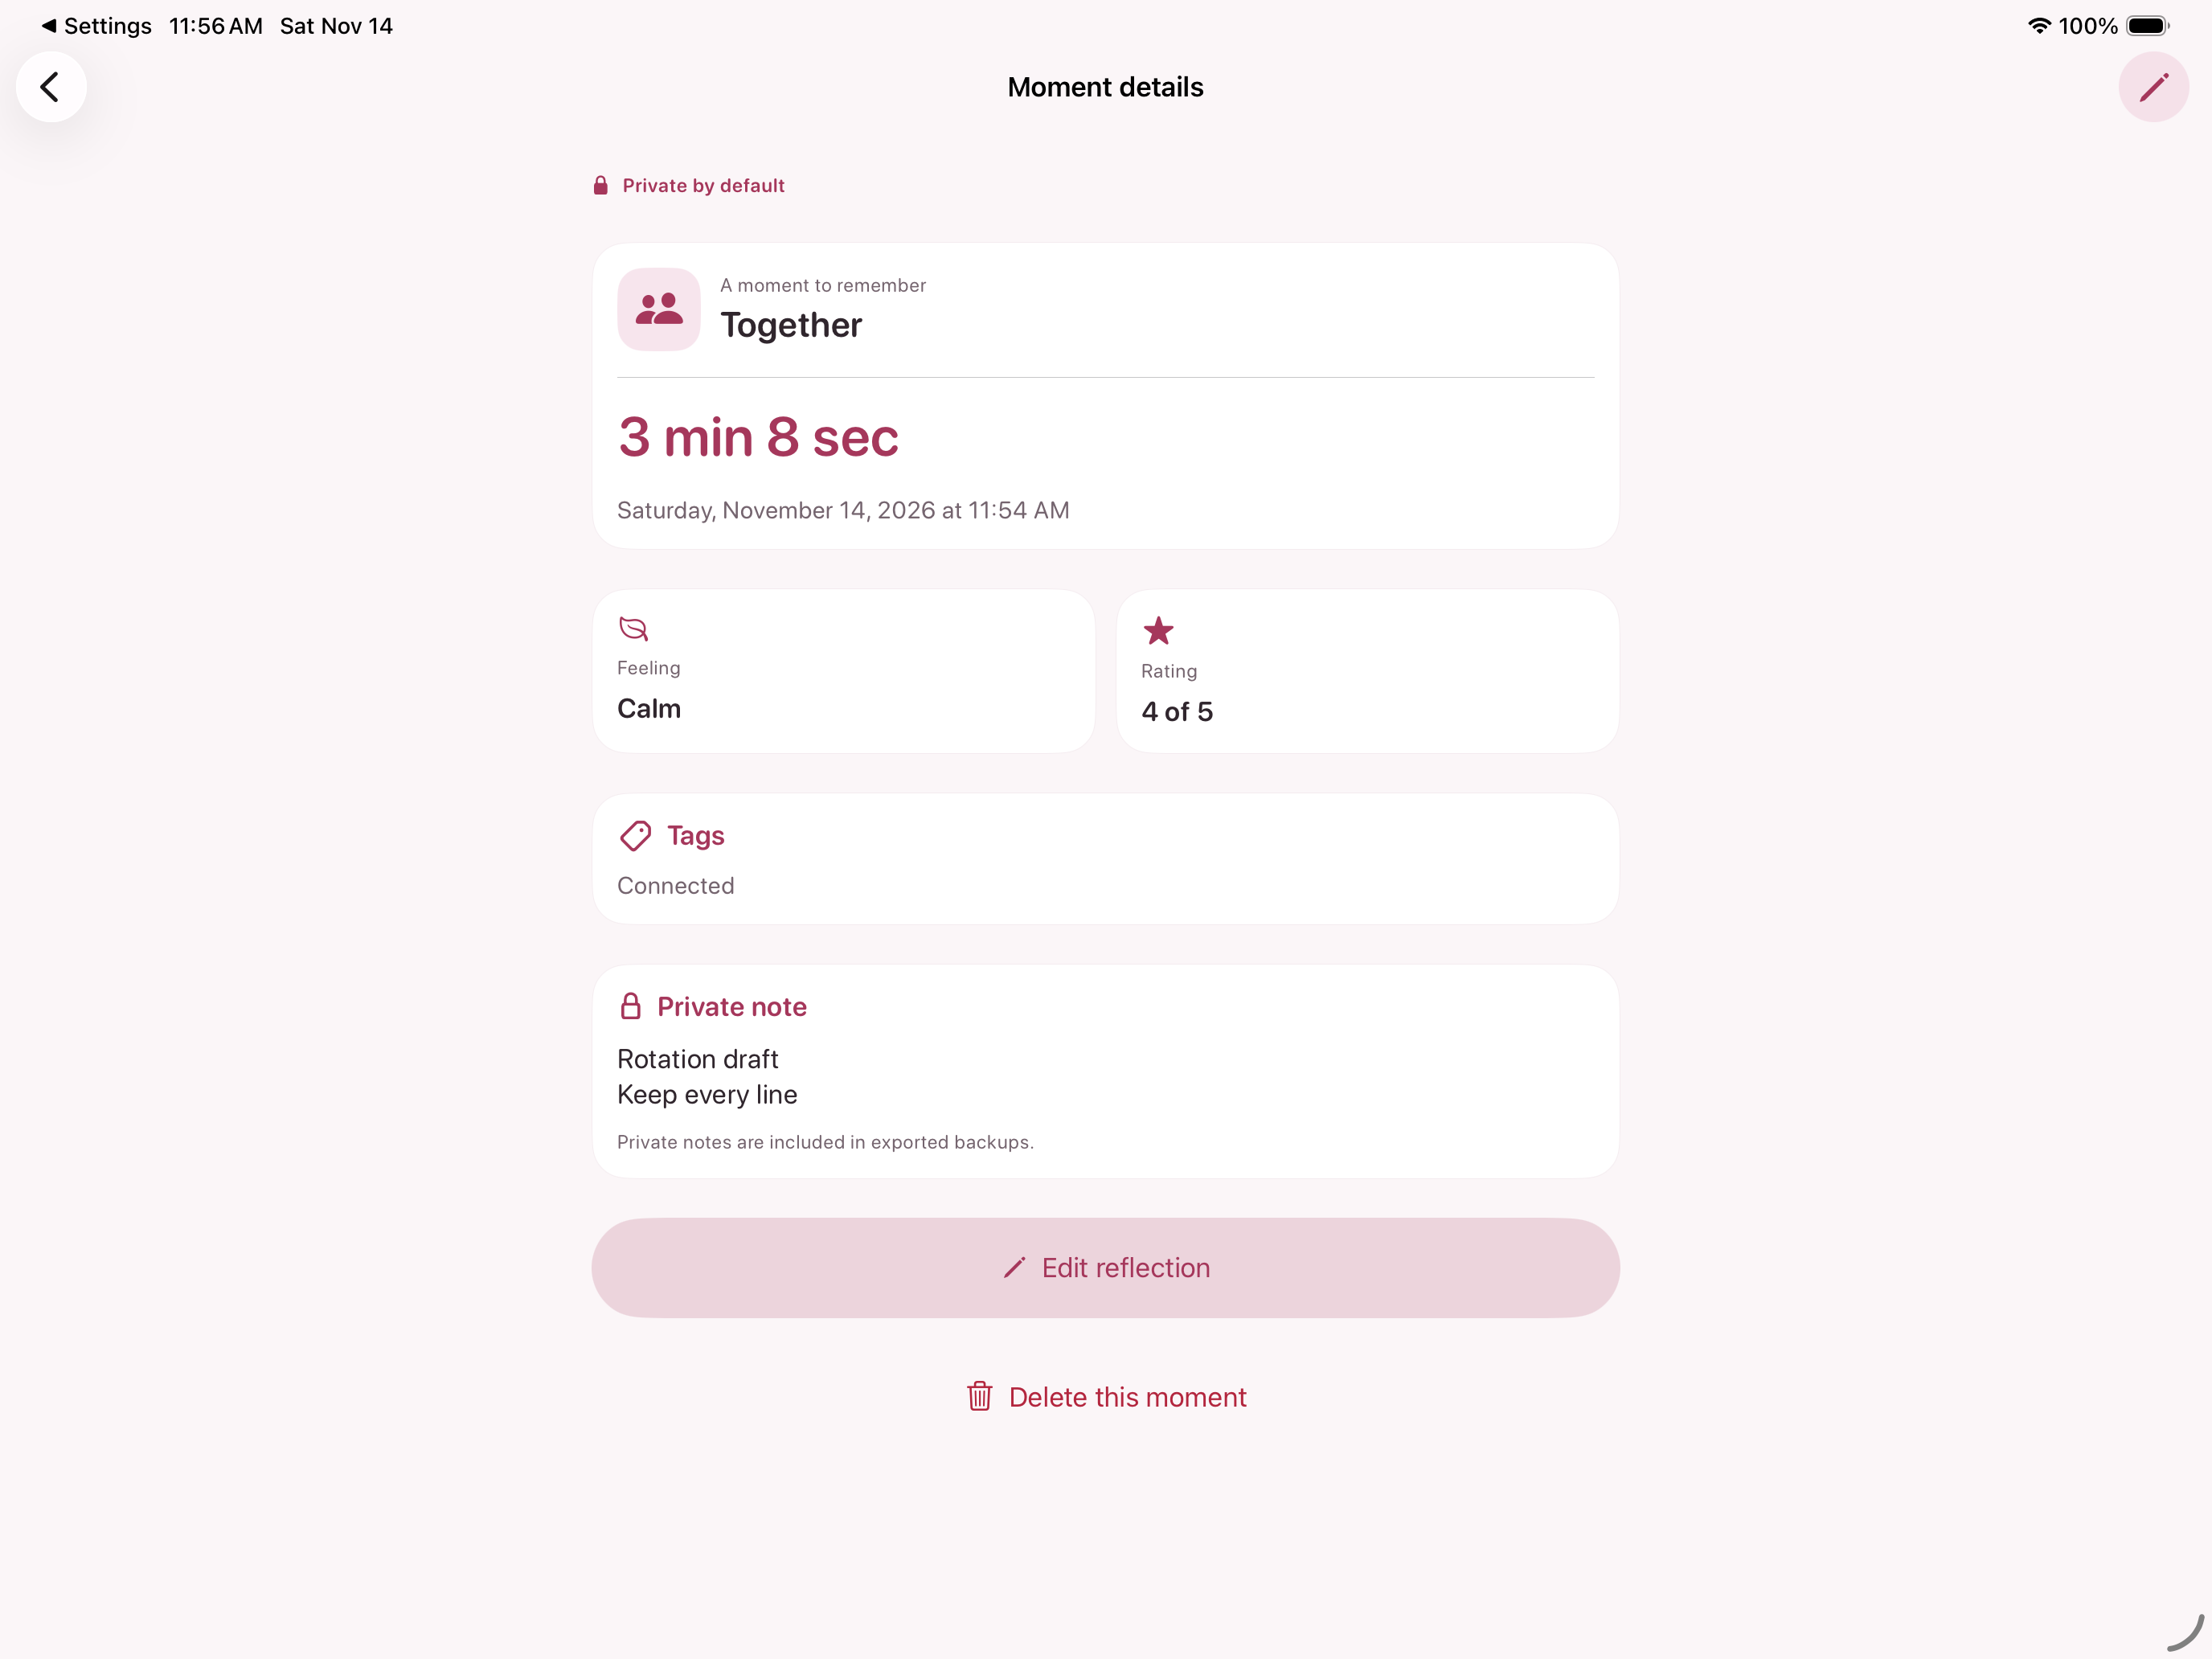 Settings 11:56 AM Sat Nov 14 100%
Moment details
Private by default
A moment to remember
Together
3 min 8 sec
Saturday, November 14, 2026 at 11:54 AM
Feeling
Calm
Rating
4 of 5
Tags
Connected
Private note
Rotation draft
Keep every line
Private notes are included in exported backups.
Edit reflection
Delete this moment